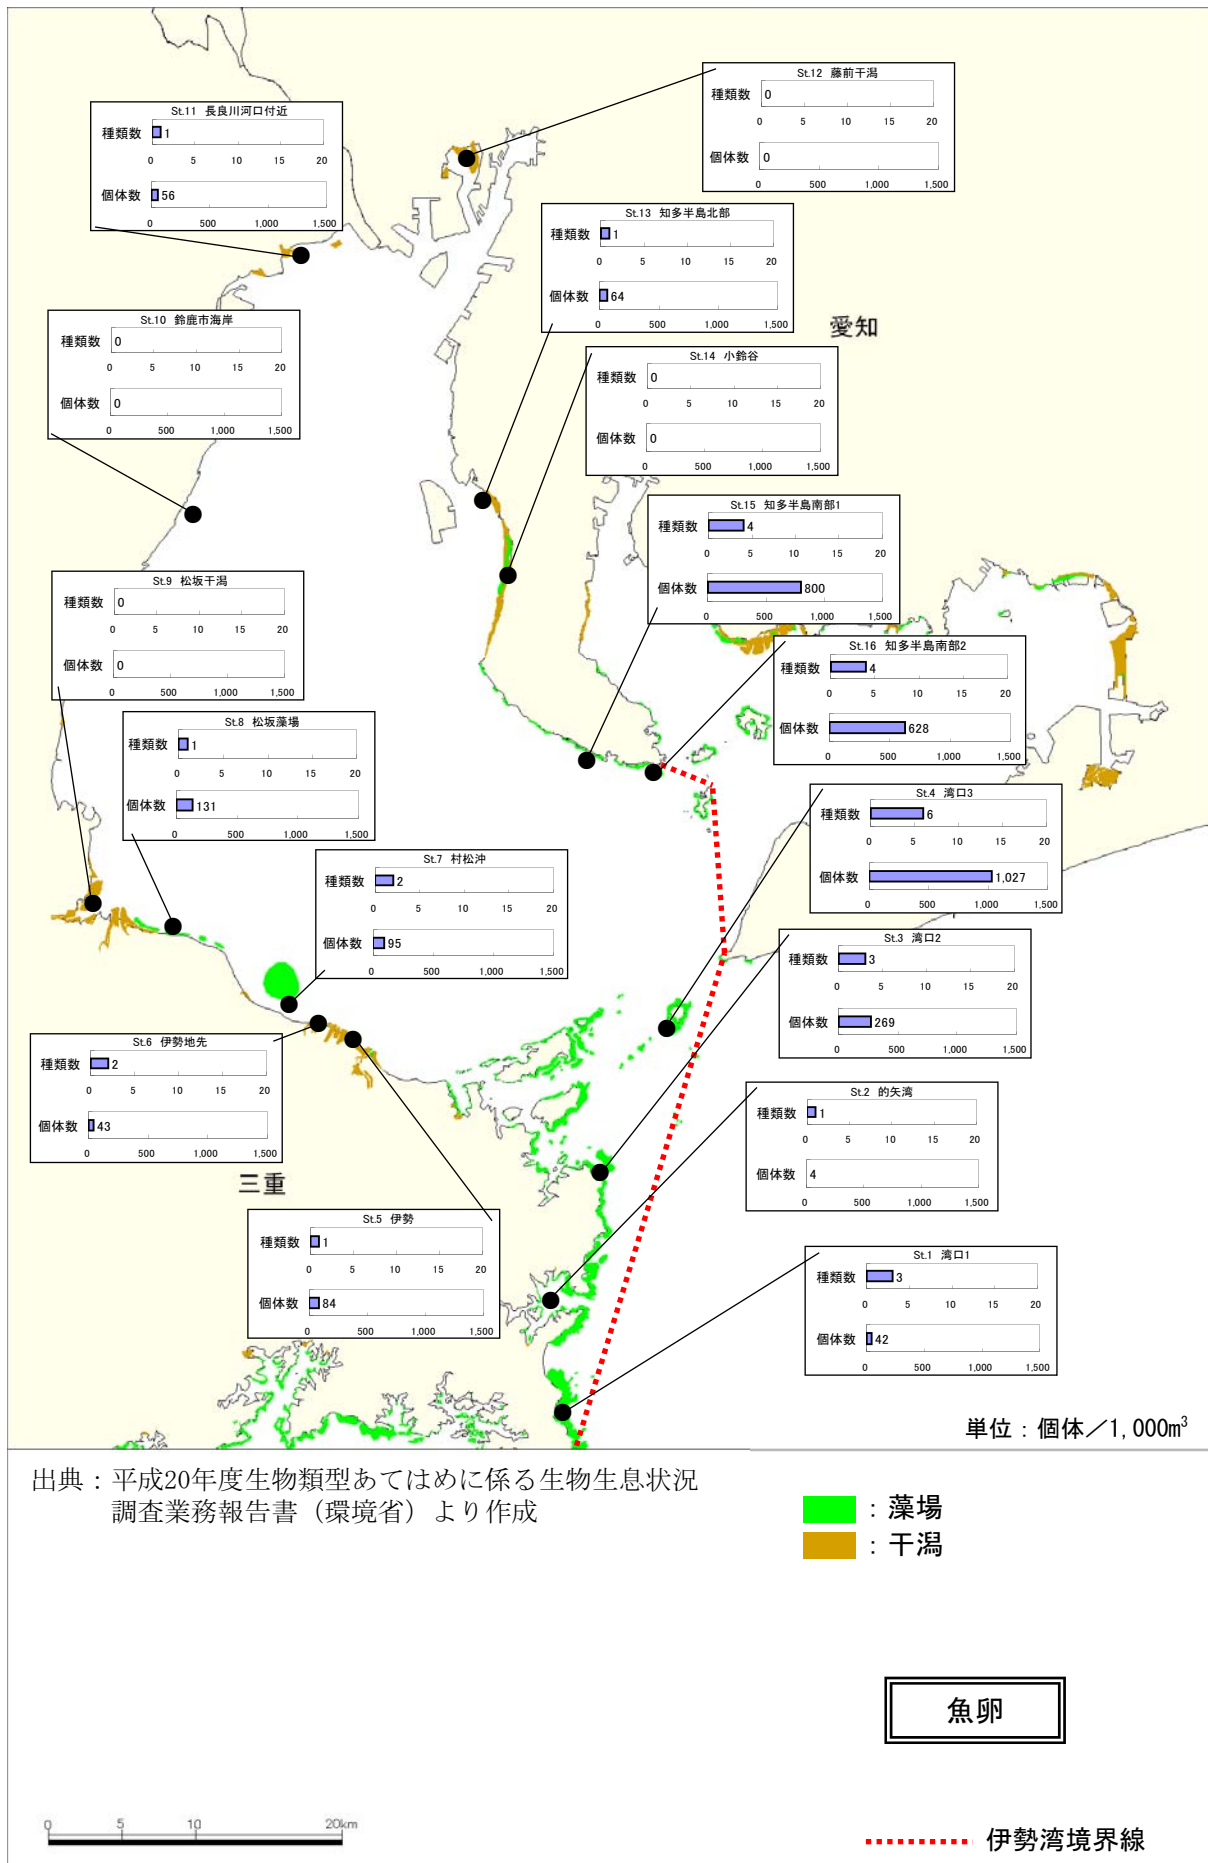 St.12 藤前干潟
種類数 0
0 5 10 15 20
個体数 0
0 500 1,000 1,500
St.11 長良川河口付近
種類数 1
0 5 10 15 20
個体数 56
0 500 1,000 1,500
St.13 知多半島北部
種類数 1
0 5 10 15 20
個体数 64
0 500 1,000 1,500
愛知
St.10 鈴鹿市海岸
種類数 0
0 5 10 15 20
個体数 0
0 500 1,000 1,500
St.14 小鈴谷
種類数 0
0 5 10 15 20
個体数 0
0 500 1,000 1,500
St.15 知多半島南部1
種類数 4
0 5 10 15 20
個体数 800
0 500 1,000 1,500
St.9 松坂干潟
種類数 0
0 5 10 15 20
個体数 0
0 500 1,000 1,500
St.16 知多半島南部2
種類数 4
0 5 10 15 20
個体数 628
0 500 1,000 1,500
St.8 松坂藻場
種類数 1
0 5 10 15 20
個体数 131
0 500 1,000 1,500
St.4 湾口3
種類数 6
0 5 10 15 20
個体数 1,027
0 500 1,000 1,500
St.7 村松沖
種類数 2
0 5 10 15 20
個体数 95
0 500 1,000 1,500
St.3 湾口2
種類数 3
0 5 10 15 20
個体数 269
0 500 1,000 1,500
St.6 伊勢地先
種類数 2
0 5 10 15 20
個体数 43
0 500 1,000 1,500
三重
St.2 的矢湾
種類数 1
0 5 10 15 20
個体数 4
0 500 1,000 1,500
St.5 伊勢
種類数 1
0 5 10 15 20
個体数 84
0 500 1,000 1,500
St.1 湾口1
種類数 3
0 5 10 15 20
個体数 42
0 500 1,000 1,500
単位：個体／1,000m³
出典：平成20年度生物類型あてはめに係る生物生息状況
調査業務報告書（環境省）より作成
：藻場
：干潟
魚卵
0 5 10 20km
伊勢湾境界線